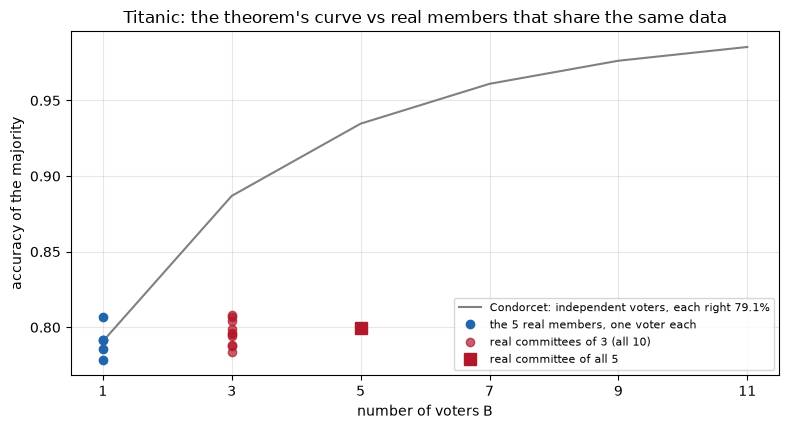 Titanic: the theorem's curve vs real members that share the same data
accuracy of the majority
0.95
0.90
0.85
0.80
Condorcet: independent voters, each right 79.1%
the 5 real members, one voter each
real committees of 3 (all 10)
real committee of all 5
1 3 5 7 9 11
number of voters B